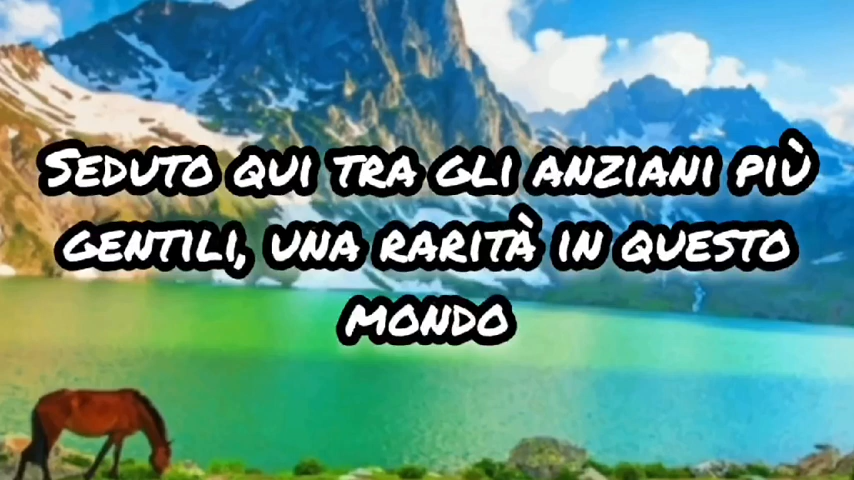 Seduto qui tra gli anziani più
gentili, una rarità in questo
mondo